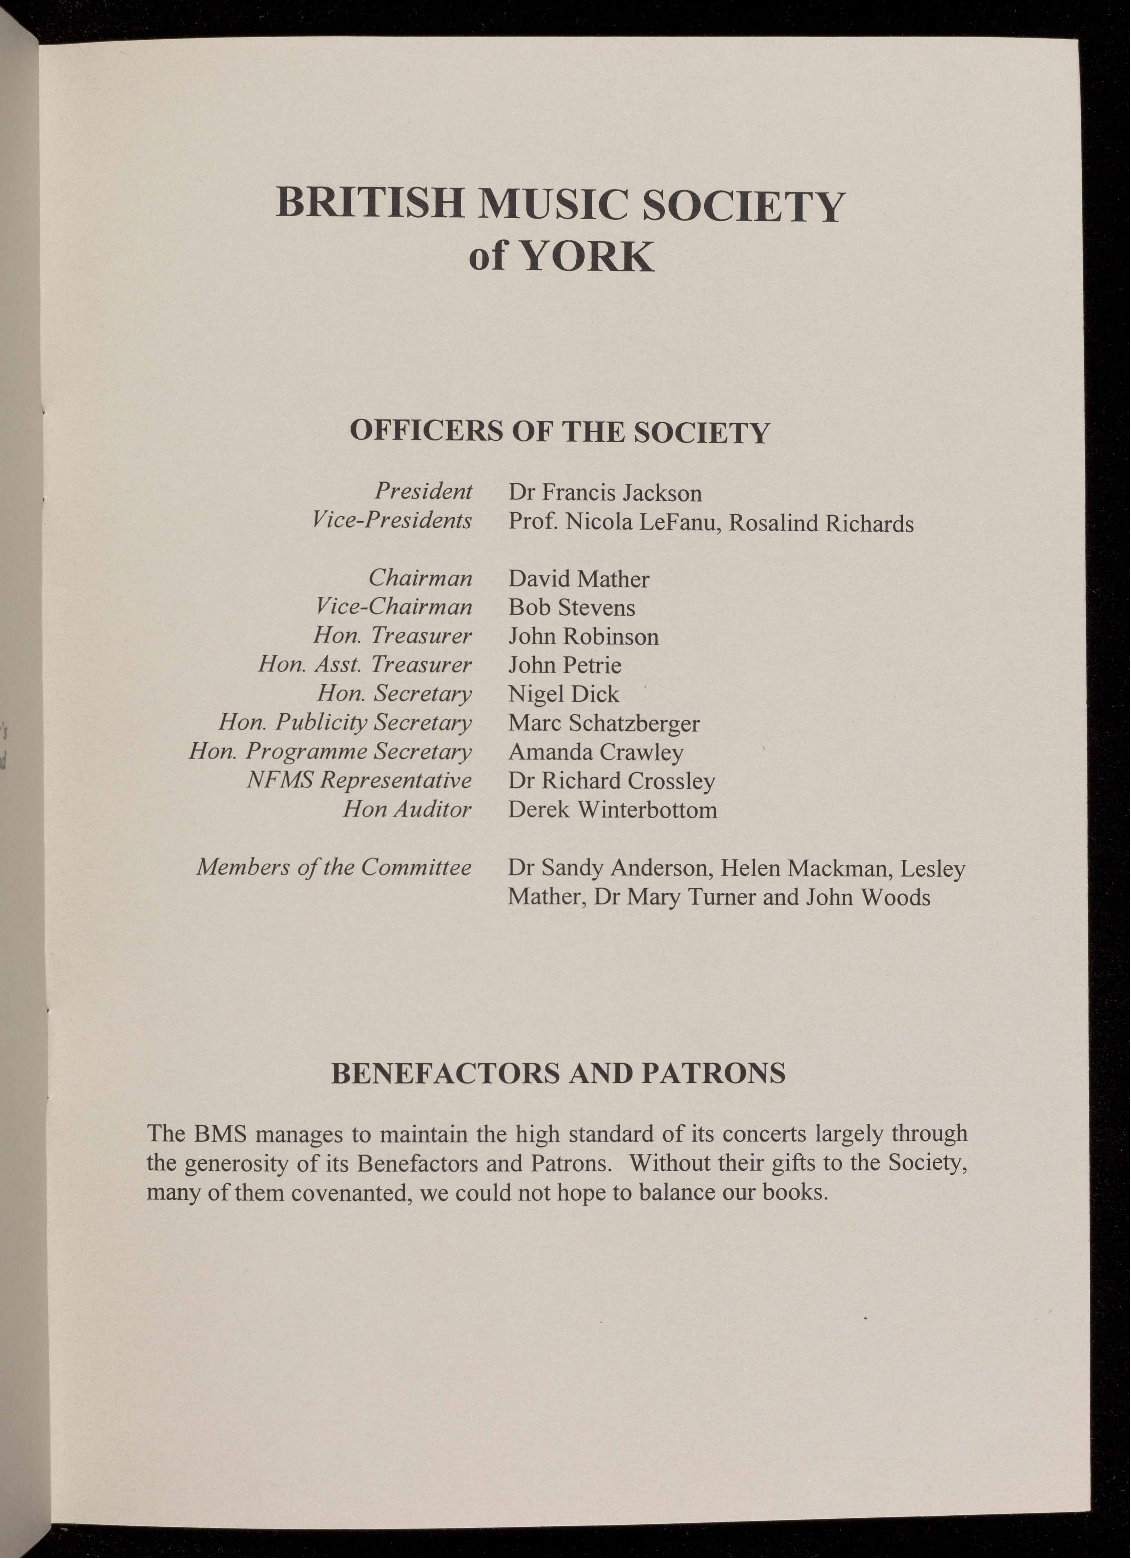 BRITISH MUSIC SOCIETY
of YORK
OFFICERS OF THE SOCIETY
President Dr Francis Jackson
Vice-Presidents Prof. Nicola LeFanu, Rosalind Richards
Chairman David Mather
Vice-Chairman Bob Stevens
Hon. Treasurer John Robinson
Hon. Asst. Treasurer John Petrie
Hon. Secretary Nigel Dick
Hon. Publicity Secretary Marc Schatzberger
Hon. Programme Secretary Amanda Crawley
NFMS Representative Dr Richard Crossley
Hon Auditor Derek Winterbottom
Members of the Committee Dr Sandy Anderson, Helen Mackman, Lesley
Mather, Dr Mary Turner and John Woods
BENEFACTORS AND PATRONS
The BMS manages to maintain the high standard of its concerts largely through
the generosity of its Benefactors and Patrons. Without their gifts to the Society,
many of them covenanted, we could not hope to balance our books.